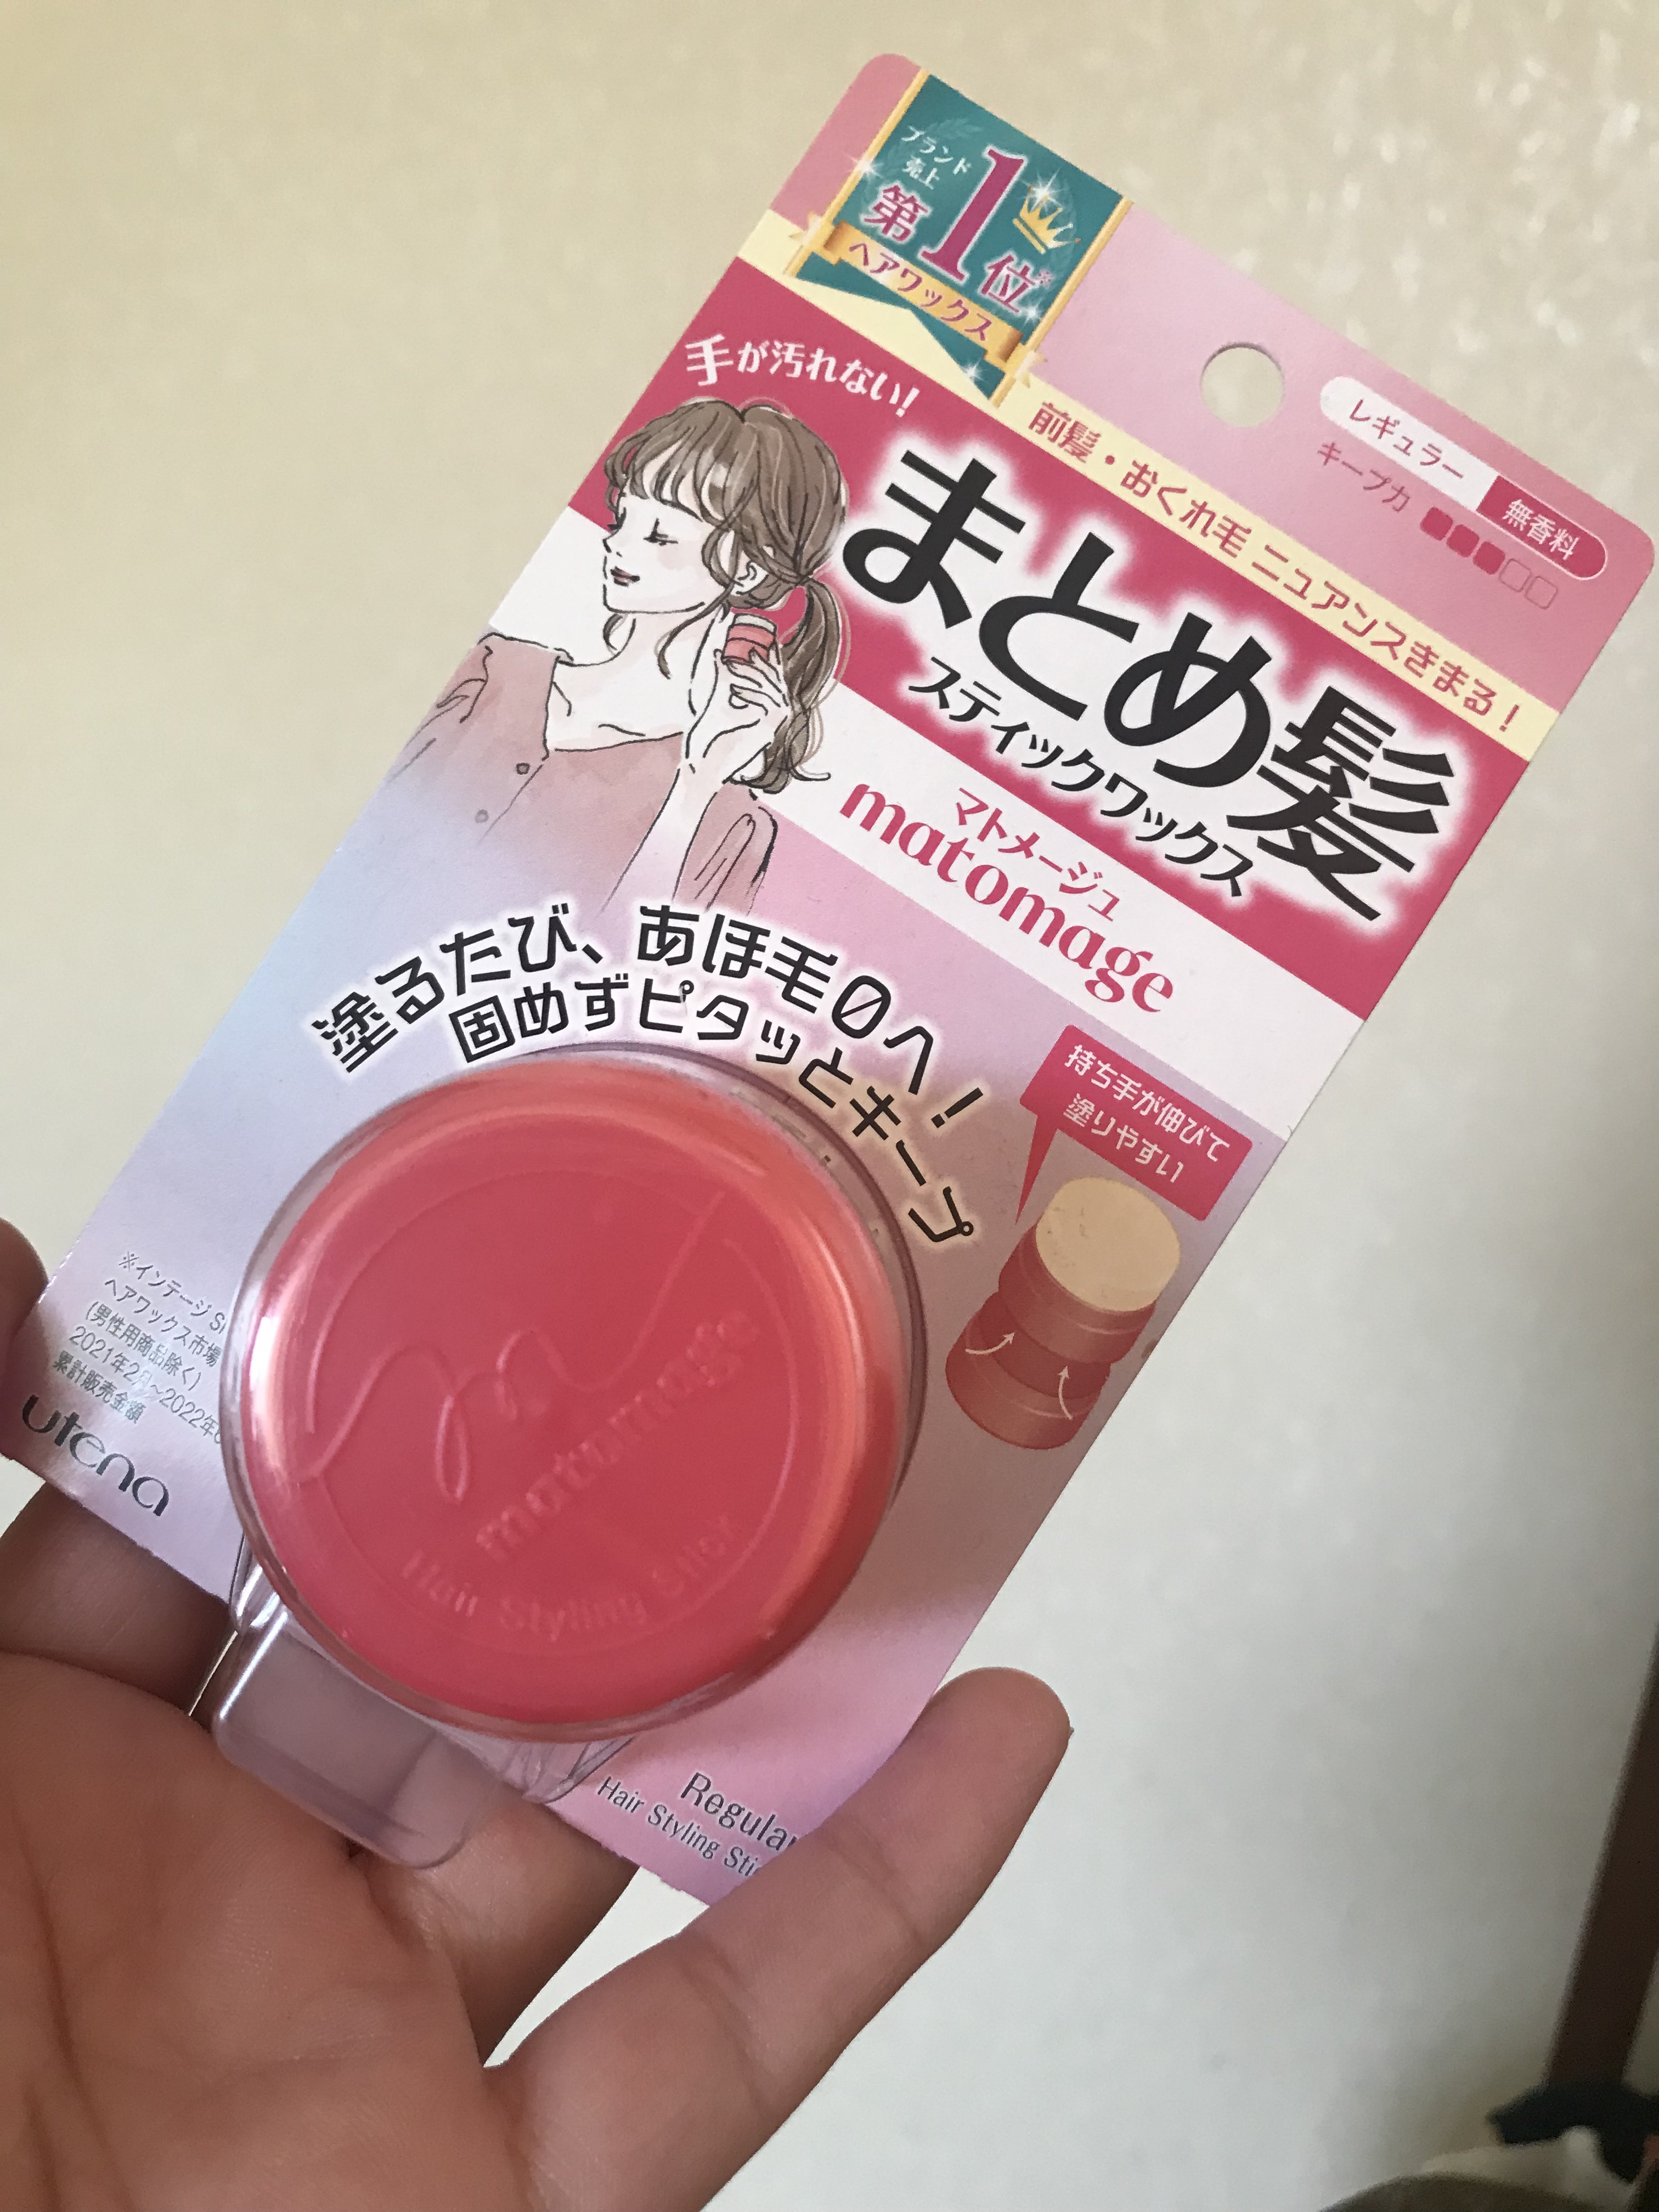 ブランド
売上
第1位※
ヘアワックス
レギュラー 無香料
キープ力
手が汚れない!
前髪・おくれ毛 ニュアンスきまる!
まとめ髪
スティックワックス
マトメージュ
matomage
塗るたび、あほ毛0へ!
固めずピタッとキープ
持ち手が伸びて
塗りやすい
matomage
Hair Styling Stick
※インテージ
ヘアワックス市場
(男性用商品除く)
2021年2月~2022年
累計販売金額
utena
Regular
Hair Styling